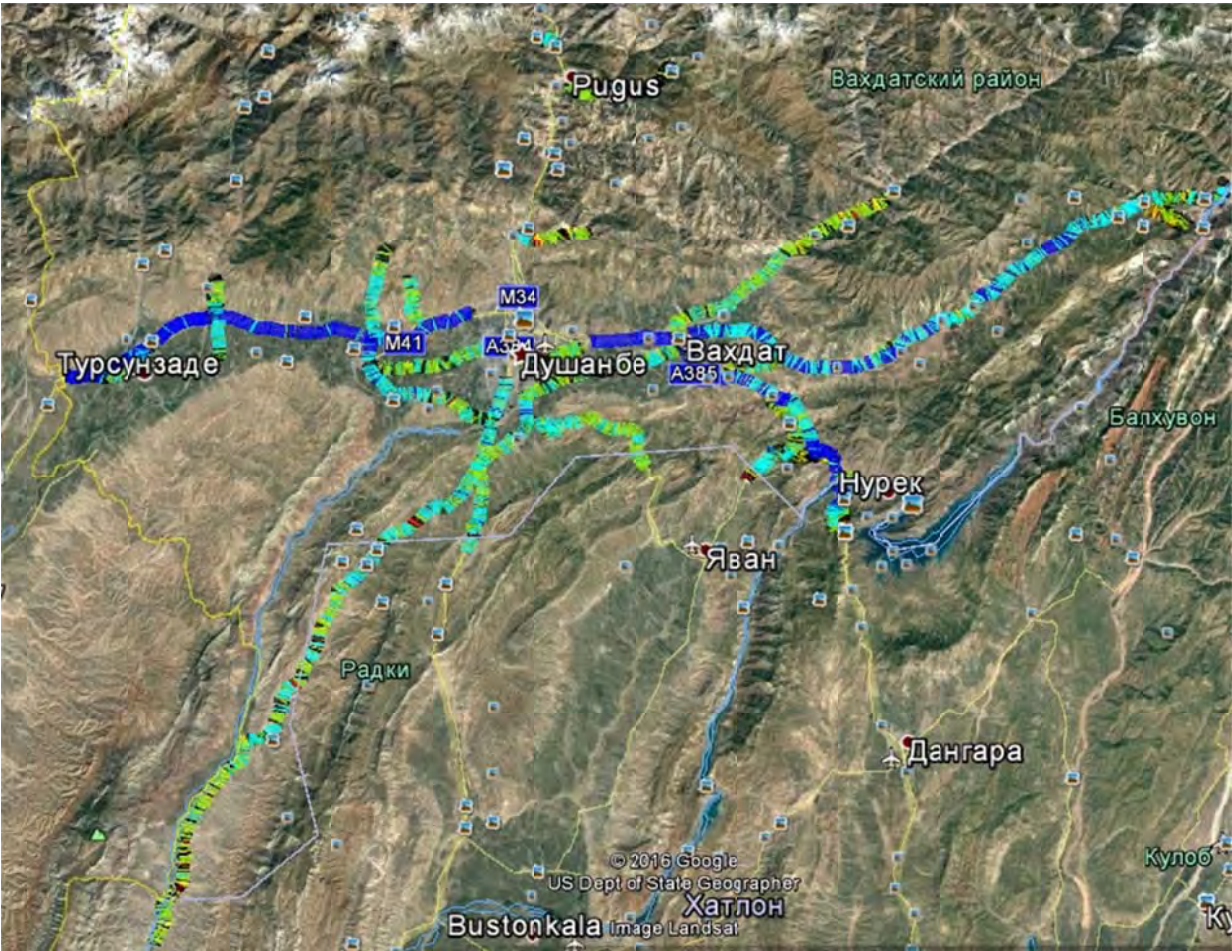 Pugus
Вахдатский район
M34
M41
Душанбе
Вахдат
A385
Турсунзаде
Балхувон
Нурек
Яван
Радки
Дангара
© 2016 Google
US Dept of State Geographer
Кулоб
Хатлон
Bustonkala
Image Landsat